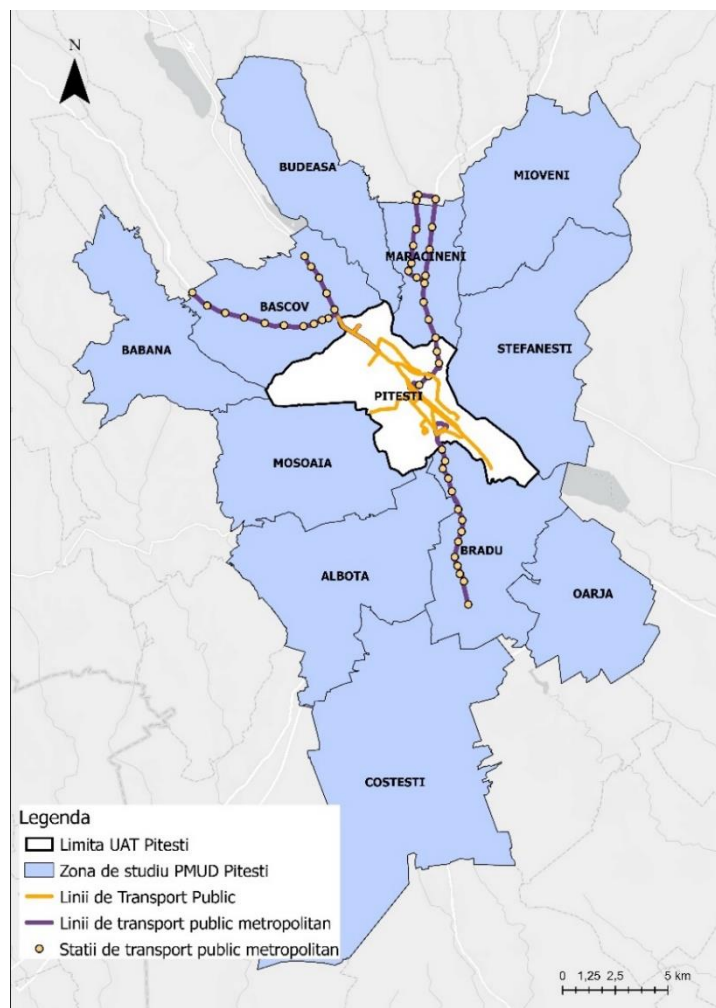 N
BUDEASA
MIOVENI
MARACINENI
BASCOV
STEFANESTI
BABANA
PITESTI
MOSOAIA
BRADU
ALBOTA
OARJA
COSTESTI
Legenda
Limita UAT Pitesti
Zona de studiu PMUD Pitesti
Linii de Transport Public
Linii de transport public metropolitan
Statii de transport public metropolitan
0 1,25 2,5 5 km